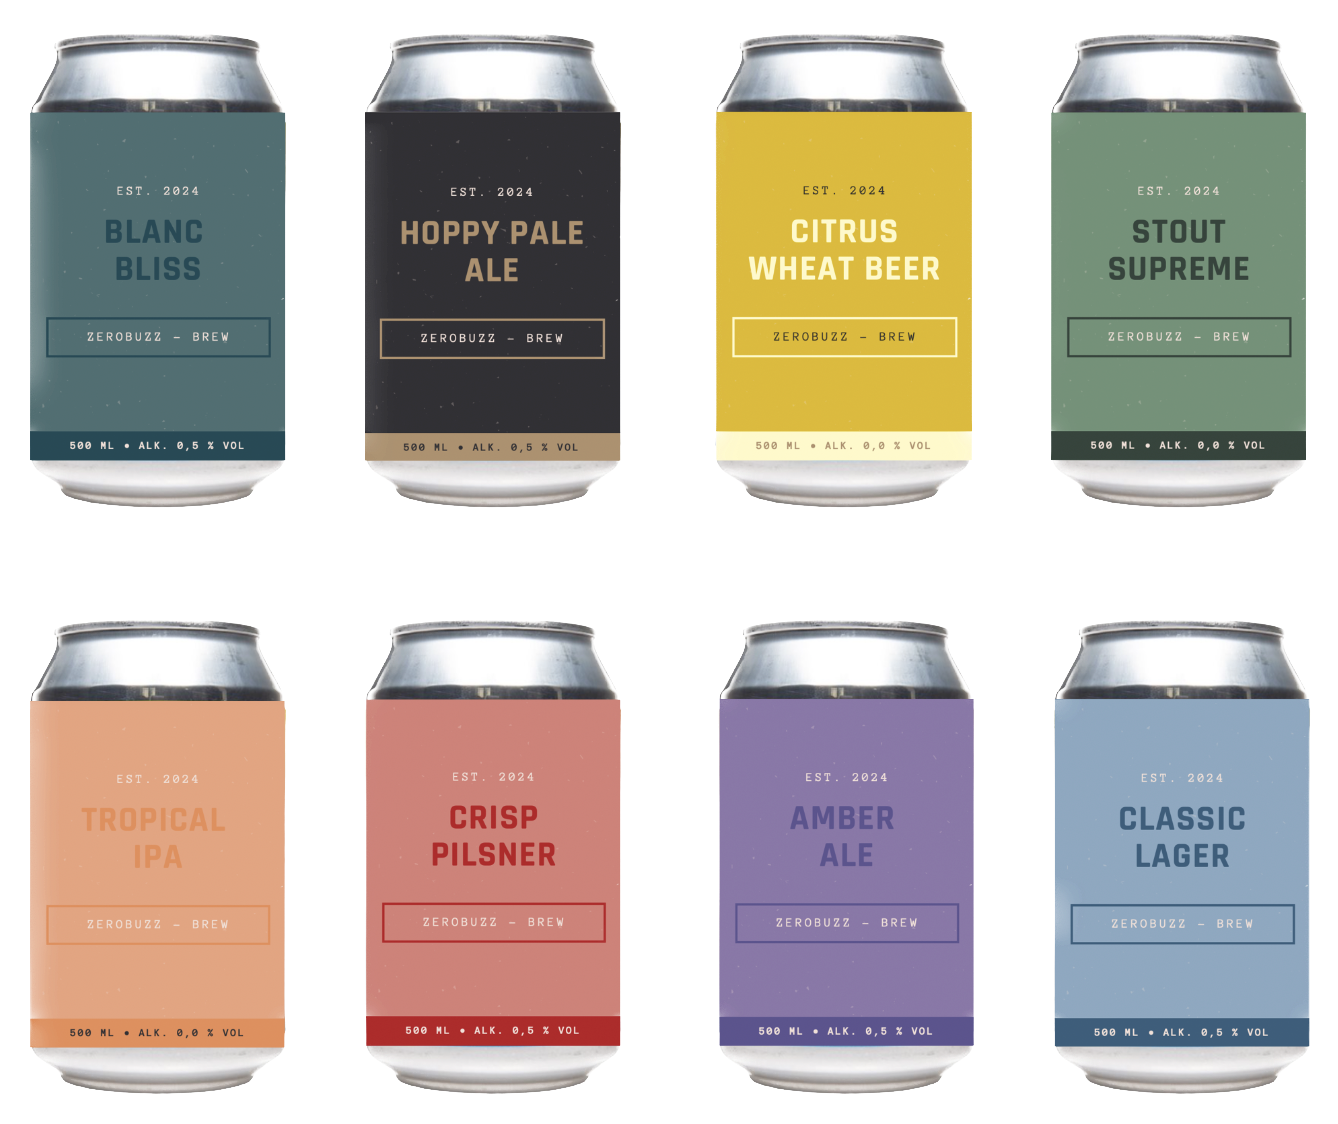 EST. 2024
BLANC
BLISS
ZEROBUZZ – BREW
500 ML • ALK. 0,5 % VOL
EST. 2024
HOPPY PALE
ALE
ZEROBUZZ – BREW
500 ML • ALK. 0,5 % VOL
EST. 2024
CITRUS
WHEAT BEER
ZEROBUZZ – BREW
500 ML • ALK. 0,0 % VOL
EST. 2024
STOUT
SUPREME
ZEROBUZZ – BREW
500 ML • ALK. 0,0 % VOL
EST. 2024
TROPICAL
IPA
ZEROBUZZ – BREW
500 ML • ALK. 0,0 % VOL
EST. 2024
CRISP
PILSNER
ZEROBUZZ – BREW
500 ML • ALK. 0,5 % VOL
EST. 2024
AMBER
ALE
ZEROBUZZ – BREW
500 ML • ALK. 0,5 % VOL
EST. 2024
CLASSIC
LAGER
ZEROBUZZ – BREW
500 ML • ALK. 0,5 % VOL